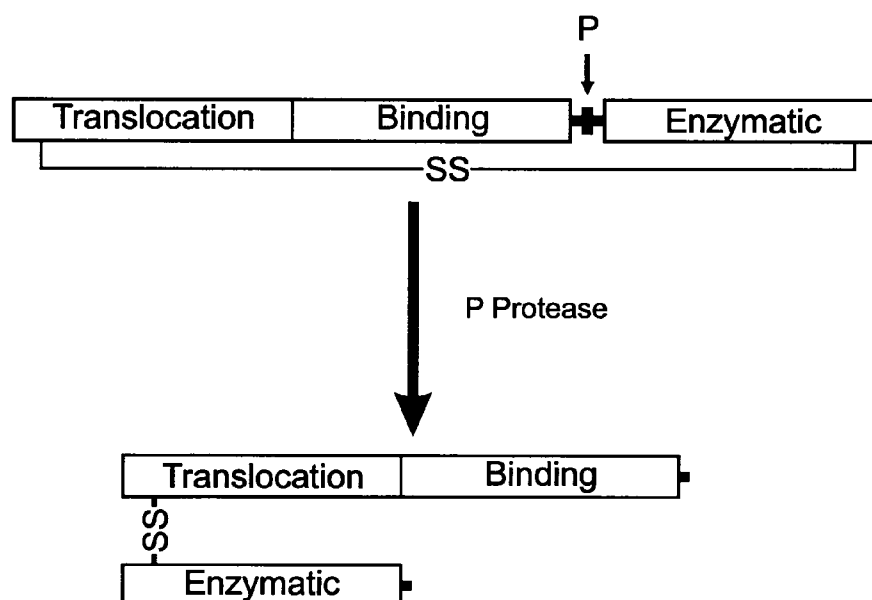 P
Translocation Binding Enzymatic
SS
P Protease
Translocation Binding
SS
Enzymatic